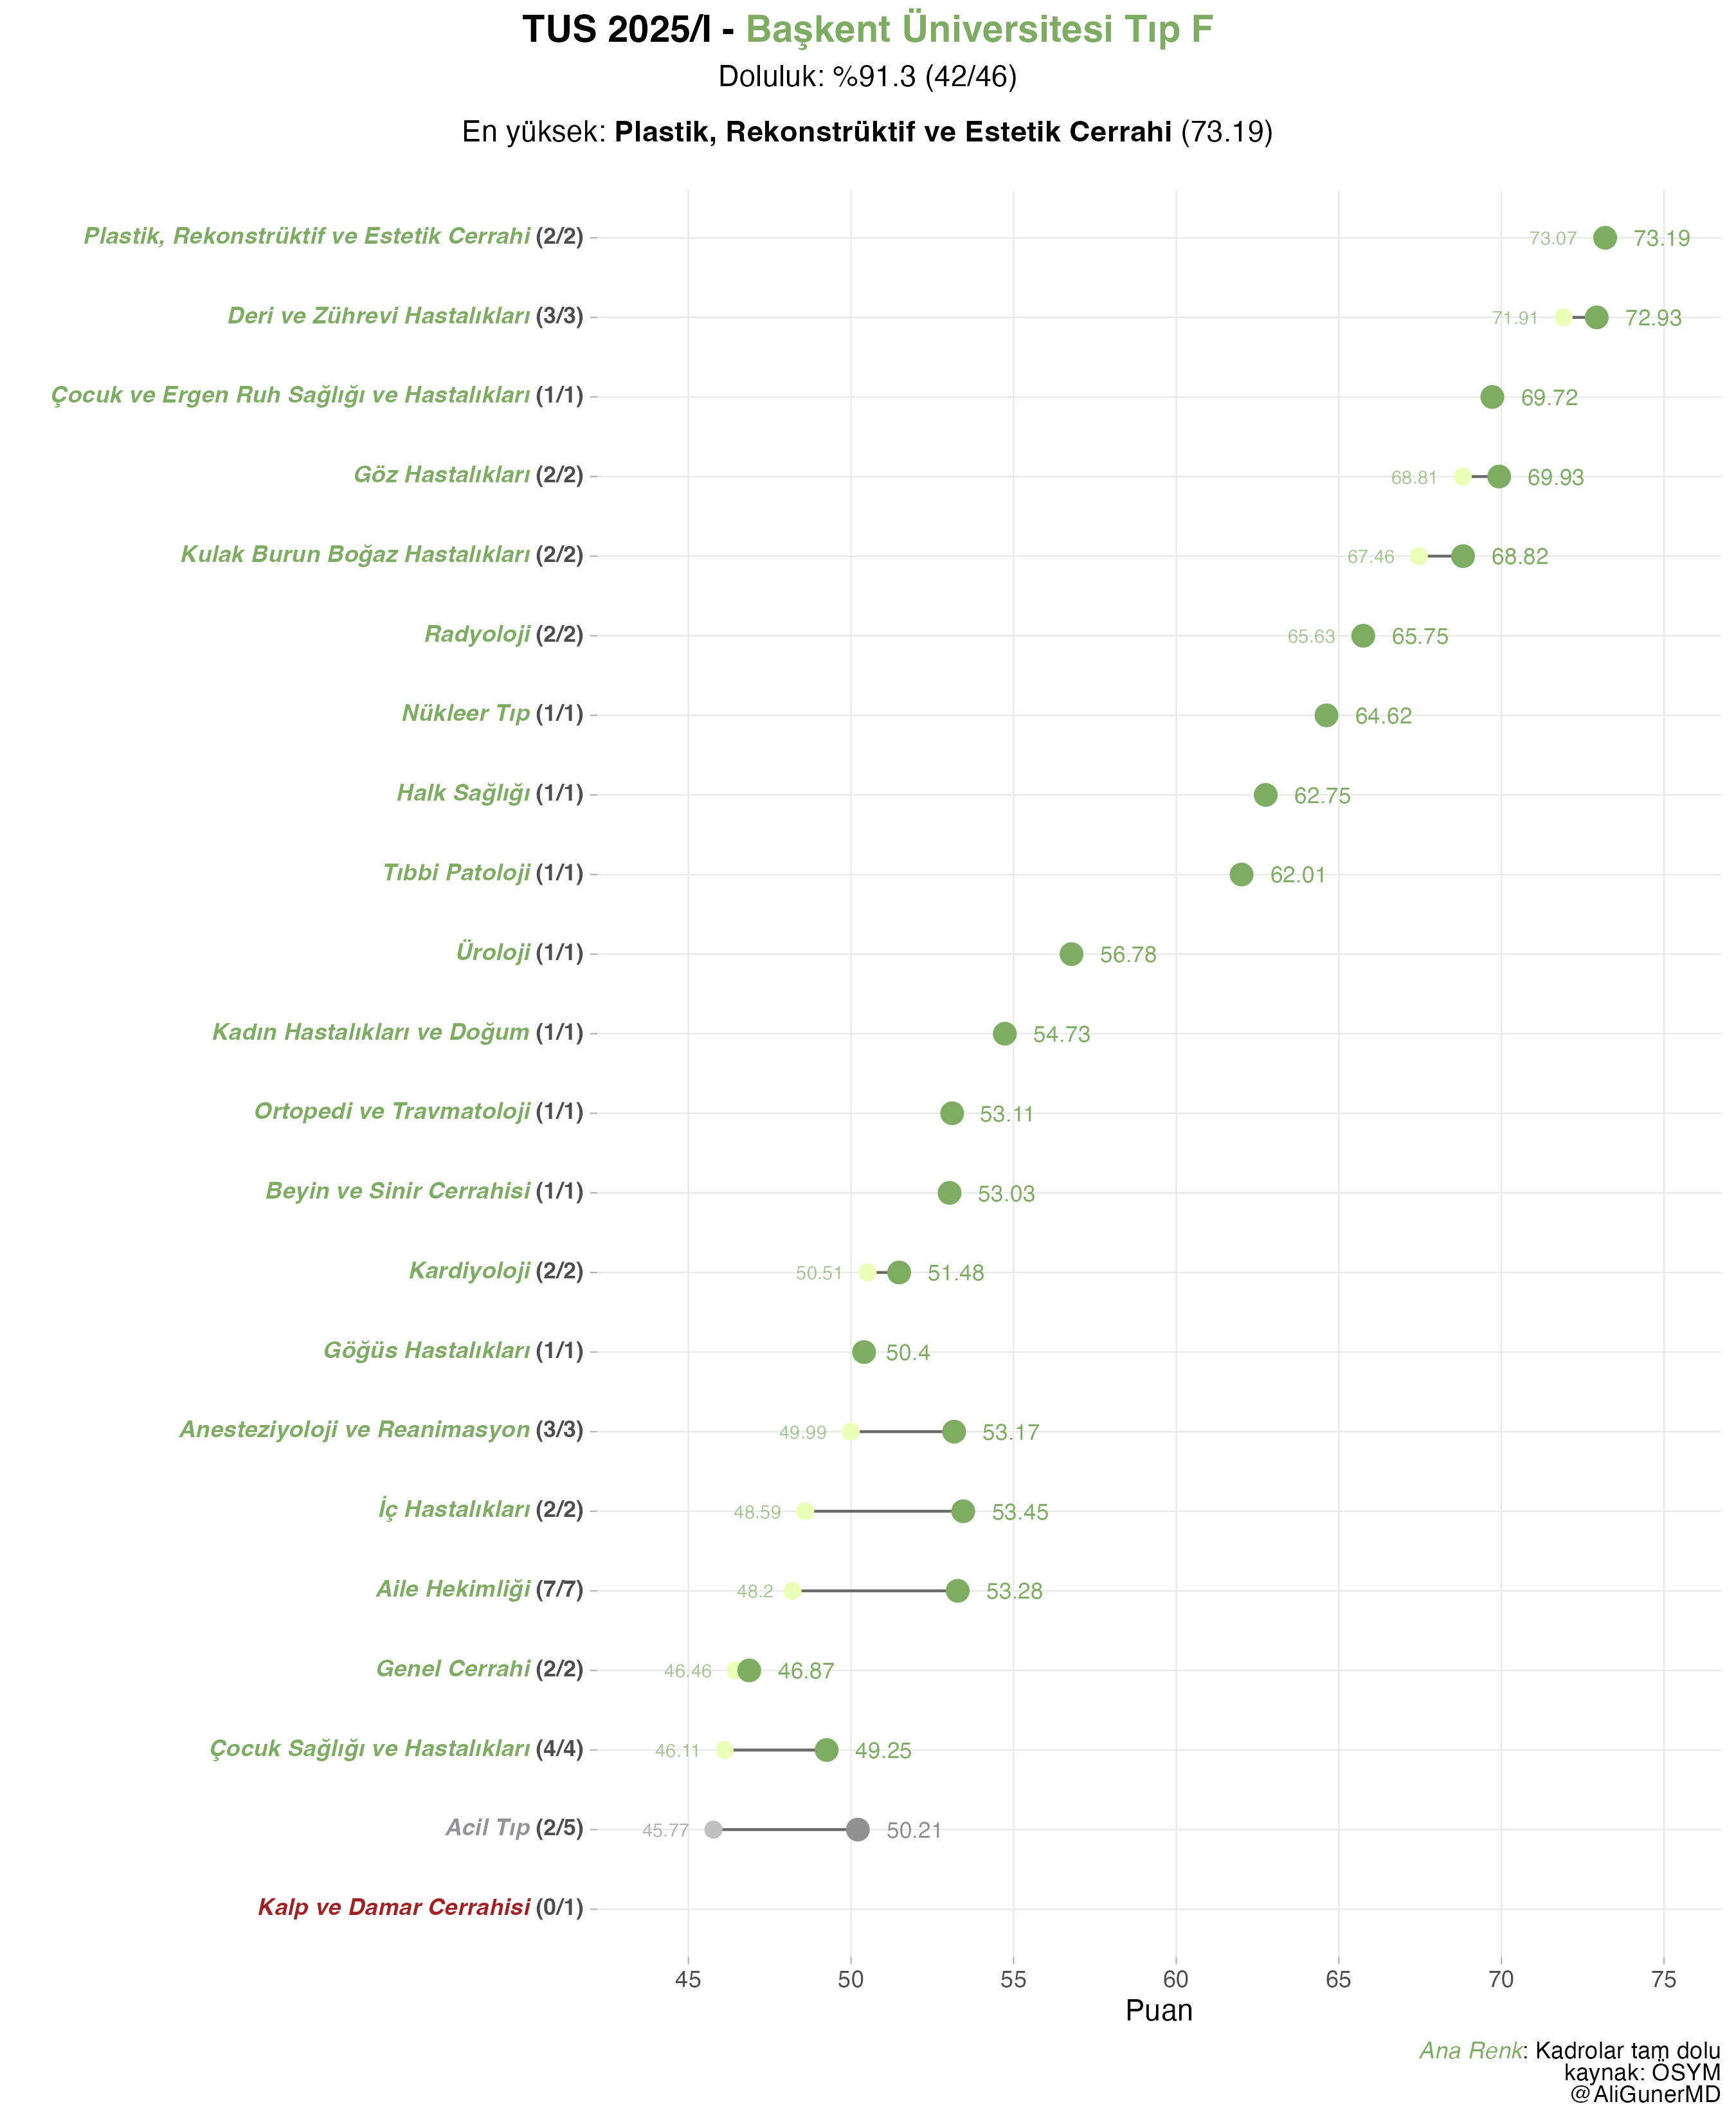 TUS 2025/I - Başkent Üniversitesi Tıp F
Doluluk: %91.3 (42/46)
En yüksek: Plastik, Rekonstrüktif ve Estetik Cerrahi (73.19)
Plastik, Rekonstrüktif ve Estetik Cerrahi (2/2) 73.07 73.19
Deri ve Zührevi Hastalıkları (3/3) 71.91 72.93
Çocuk ve Ergen Ruh Sağlığı ve Hastalıkları (1/1) 69.72
Göz Hastalıkları (2/2) 68.81 69.93
Kulak Burun Boğaz Hastalıkları (2/2) 67.46 68.82
Radyoloji (2/2) 65.63 65.75
Nükleer Tıp (1/1) 64.62
Halk Sağlığı (1/1) 62.75
Tıbbi Patoloji (1/1) 62.01
Üroloji (1/1) 56.78
Kadın Hastalıkları ve Doğum (1/1) 54.73
Ortopedi ve Travmatoloji (1/1) 53.11
Beyin ve Sinir Cerrahisi (1/1) 53.03
Kardiyoloji (2/2) 50.51 51.48
Göğüs Hastalıkları (1/1) 50.4
Anesteziyoloji ve Reanimasyon (3/3) 49.99 53.17
İç Hastalıkları (2/2) 48.59 53.45
Aile Hekimliği (7/7) 48.2 53.28
Genel Cerrahi (2/2) 46.46 46.87
Çocuk Sağlığı ve Hastalıkları (4/4) 46.11 49.25
Acil Tıp (2/5) 45.77 50.21
Kalp ve Damar Cerrahisi (0/1)
45 50 55 60 65 70 75
Puan
Ana Renk: Kadrolar tam dolu
kaynak: ÖSYM
@AliGunerMD